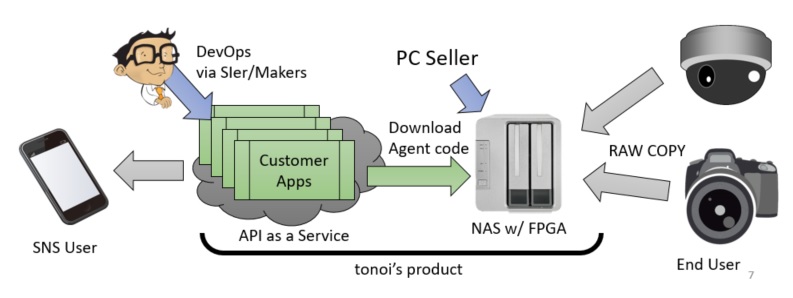 DevOps
via SIer/Makers
PC Seller
Download
Agent code
RAW COPY
Customer
Apps
SNS User
API as a Service
NAS w/ FPGA
End User
tonoi's product
7